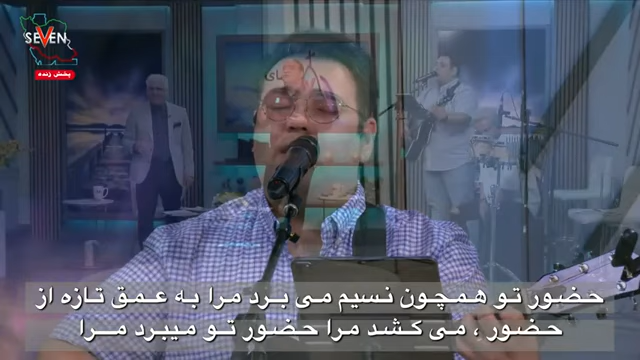 SEVEN
پخش زنده
حضور تو همچون نسیم می برد مرا به عمق تازه از
حضور ، می کشد مرا حضور تو میبرد مرا